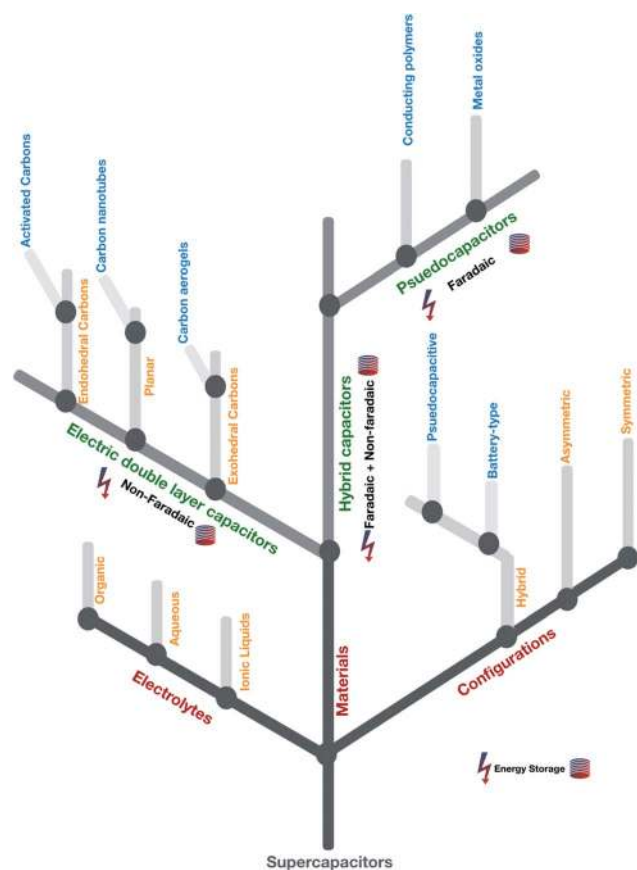 Conducting polymers
Metal oxides
Activated Carbons
Carbon nanotubes
Carbon aerogels
Endohedral Carbons
Planar
Exohedral Carbons
Electric double layer capacitors
Non-Faradaic
Psuedocapacitors
Faradaic
Hybrid capacitors
Faradaic + Non-faradaic
Psuedocapacitive
Battery-type
Asymmetric
Symmetric
Hybrid
Configurations
Organic
Aqueous
Ionic Liquids
Electrolytes
Materials
Energy Storage
Supercapacitors